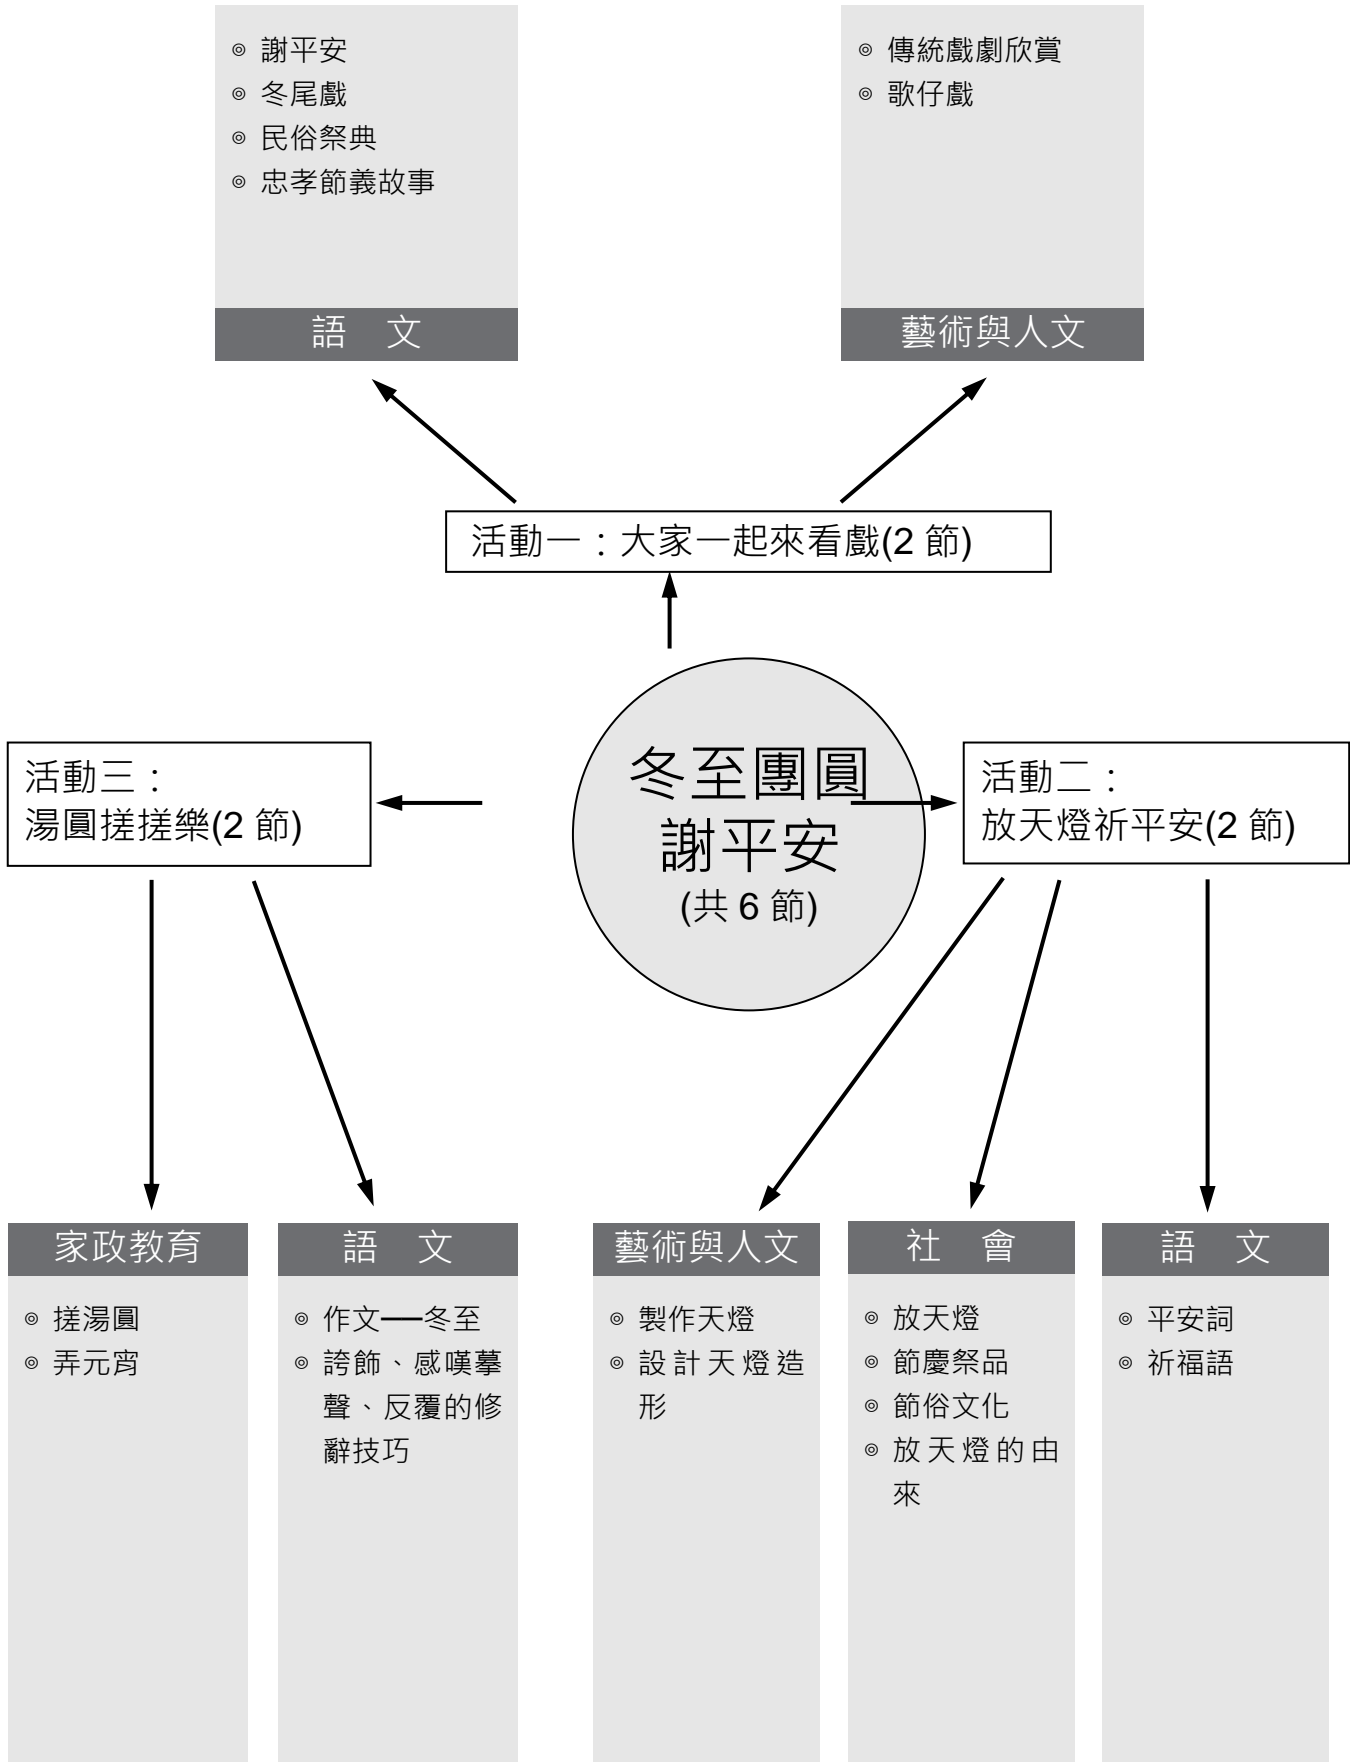 ◎ 謝平安
◎ 冬尾戲
◎ 民俗祭典
◎ 忠孝節義故事
語 文
◎ 傳統戲劇欣賞
◎ 歌仔戲
藝術與人文
活動一：大家一起來看戲(2 節)
冬至團圓
謝平安
(共 6 節)
活動三：
湯圓搓搓樂(2 節)
活動二：
放天燈祈平安(2 節)
家政教育
◎ 搓湯圓
◎ 弄元宵
語 文
◎ 作文──冬至
◎ 誇飾、感嘆摹
聲、反覆的修
辭技巧
藝術與人文
◎ 製作天燈
◎ 設計天燈造
形
社 會
◎ 放天燈
◎ 節慶祭品
◎ 節俗文化
◎ 放天燈的由
來
語 文
◎ 平安詞
◎ 祈福語